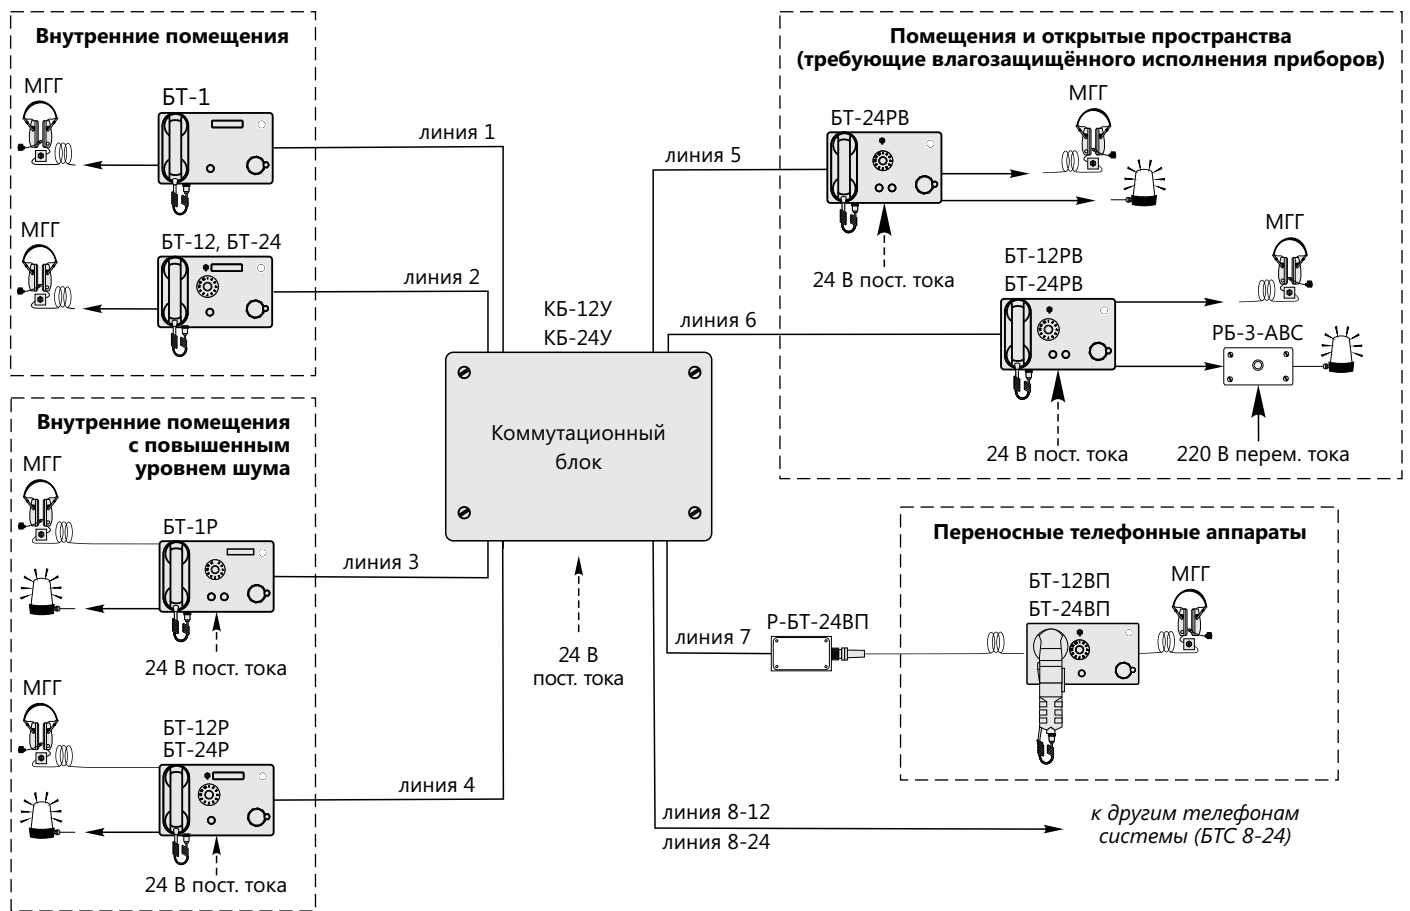 Внутренние помещения
МГГ
БТ-1
линия 1
МГГ
БТ-12, БТ-24
линия 2
Внутренние помещения
с повышенным
уровнем шума
МГГ
БТ-1Р
линия 3
24 В пост. тока
МГГ
БТ-12Р
БТ-24Р
линия 4
24 В пост. тока
КБ-12У
КБ-24У
Коммутационный
блок
24 В
пост. тока
Помещения и открытые пространства
(требующие влагозащищённого исполнения приборов)
линия 5
БТ-24РВ
МГГ
24 В пост. тока
линия 6
БТ-12РВ
БТ-24РВ
МГГ
РБ-3-АВС
24 В пост. тока
220 В перем. тока
Переносные телефонные аппараты
линия 7
Р-БТ-24ВП
БТ-12ВП
БТ-24ВП
МГГ
линия 8-12
линия 8-24
к другим телефонам
системы (БТС 8-24)